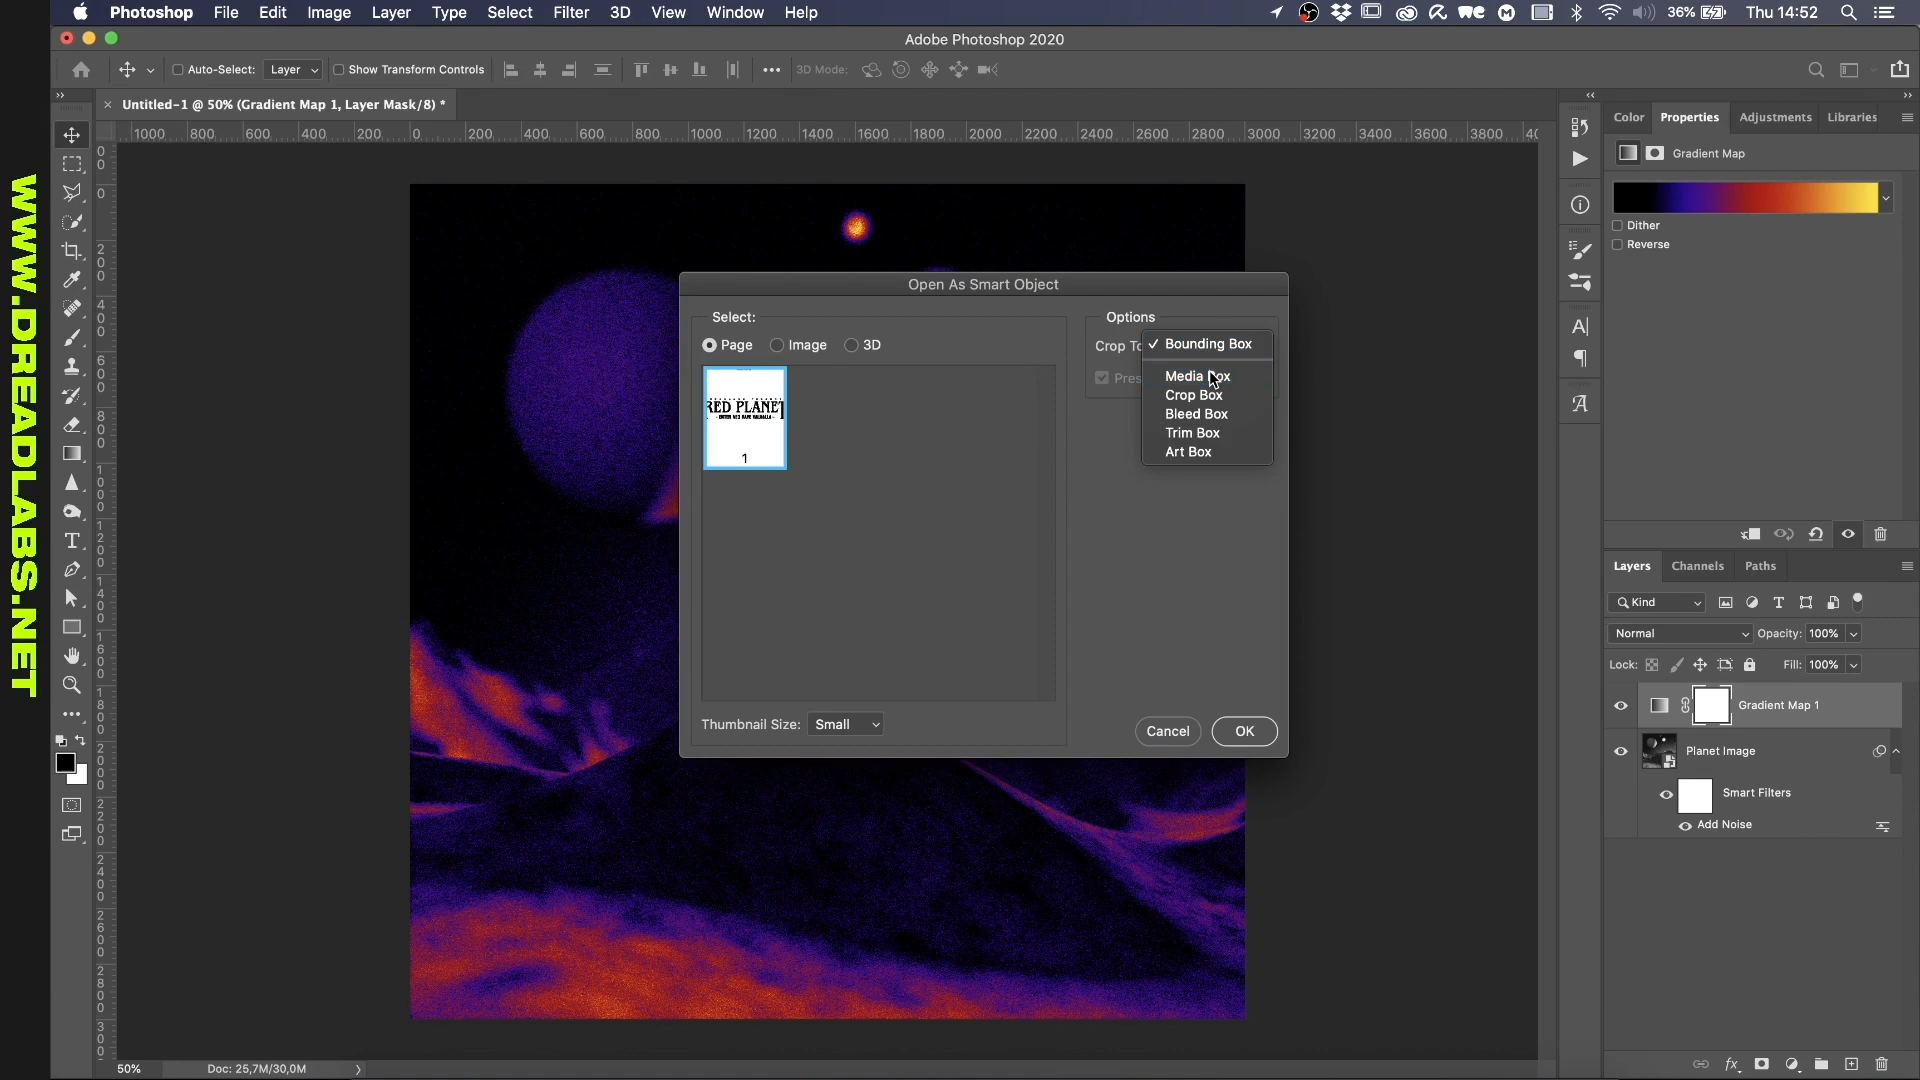 Photoshop File Edit Image Layer Type Select Filter 3D View Window Help 36% Thu 14:52
Adobe Photoshop 2020
Auto-Select: Layer Show Transform Controls 3D Mode:
Untitled-1 @ 50% (Gradient Map 1, Layer Mask/8) *
1000 800 600 400 200 0 200 400 600 800 1000 1200 1400 1600 1800 2000 2200 2400 2600 2800 3000 3200 3400 3600 3800
WWW.DREADLABS.NET
Color Properties Adjustments Libraries
Gradient Map
Dither
Reverse
Open As Smart Object
Select:
Page Image 3D
RED PLANET
1
Thumbnail Size: Small
Options
Crop To
Bounding Box
Media Box
Crop Box
Bleed Box
Trim Box
Art Box
Pres
Cancel OK
Layers Channels Paths
Kind
Normal Opacity: 100%
Lock: Fill: 100%
Gradient Map 1
Planet Image
Smart Filters
Add Noise
50% Doc: 25,7M/30,0M